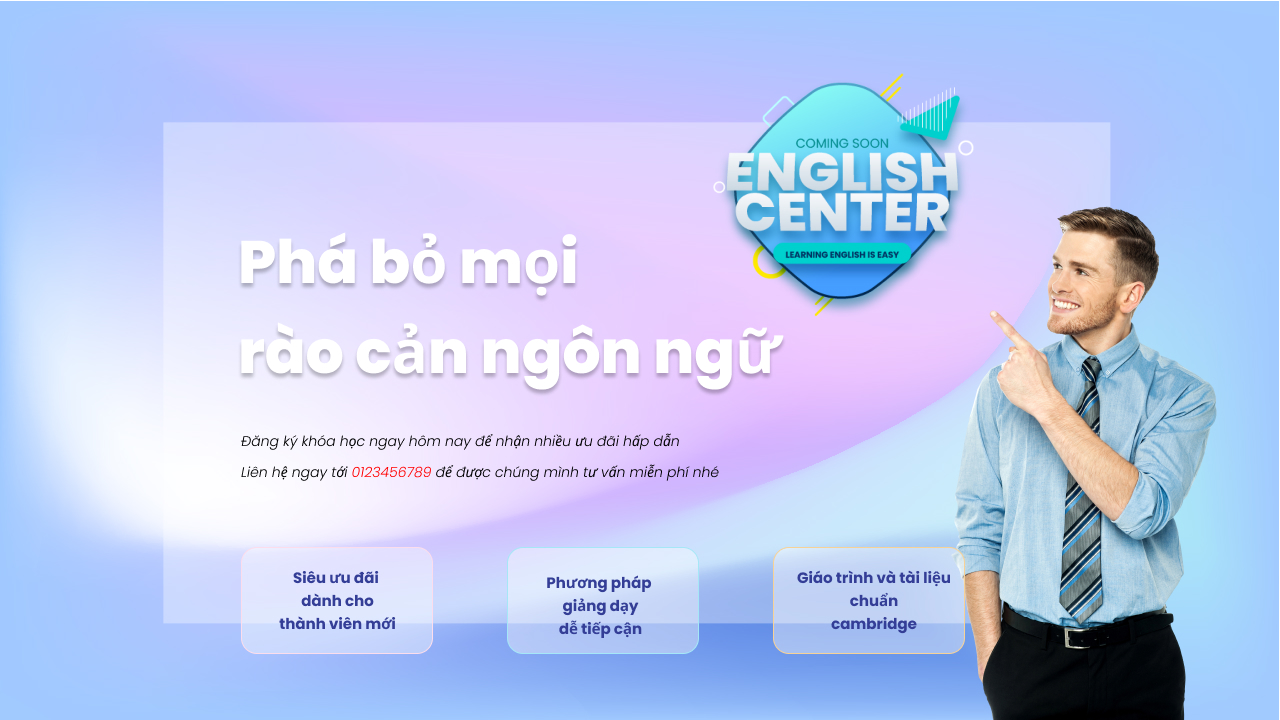 COMING SOON
ENGLISH
CENTER
LEARNING ENGLISH IS EASY
Phá bỏ mọi
rào cản ngôn ngữ
Đăng ký khóa học ngay hôm nay để nhận nhiều ưu đãi hấp dẫn
Liên hệ ngay tới 0123456789 để được chúng mình tư vấn miễn phí nhé
Siêu ưu đãi
dành cho
thành viên mới
Phương pháp
giảng dạy
dễ tiếp cận
Giáo trình và tài liệu
chuẩn
cambridge